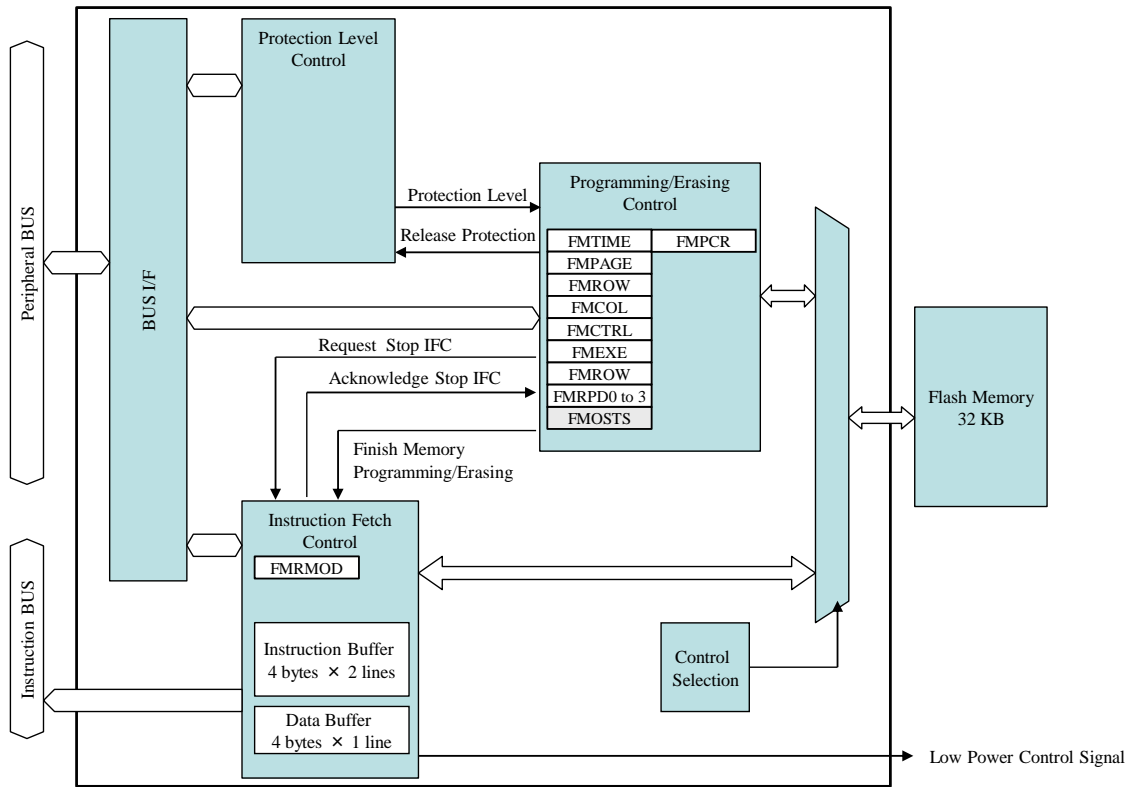 Peripheral BUS
Instruction BUS
BUS I/F
Protection Level
Control
Protection Level
Release Protection
Programming/Erasing
Control
FMTIME
FMPCR
FMPAGE
FMROW
FMCOL
FMCTRL
FMEXE
FMROW
FMRPD0 to 3
FMOSTS
Request Stop IFC
Acknowledge Stop IFC
Finish Memory
Programming/Erasing
Instruction Fetch
Control
FMRMOD
Instruction Buffer
4 bytes × 2 lines
Data Buffer
4 bytes × 1 line
Control
Selection
Flash Memory
32 KB
Low Power Control Signal